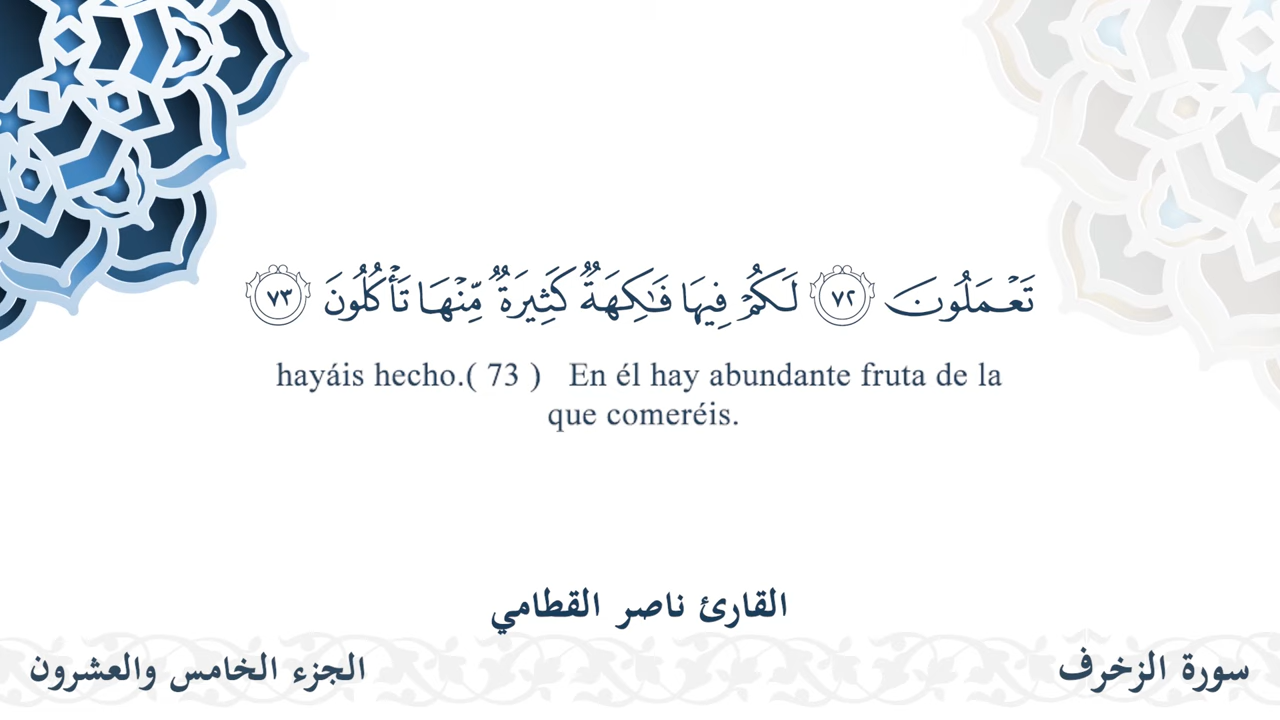 تَعۡمَلُونَ ٧٢ لَكُمۡ فِيهَا فَٰكِهَةٞ كَثِيرَةٞ مِّنۡهَا تَأۡكُلُونَ ٧٣
hayáis hecho.( 73 ) En él hay abundante fruta de la
que comeréis.
القارئ ناصر القطامي
سورة الزخرف
الجزء الخامس والعشرون